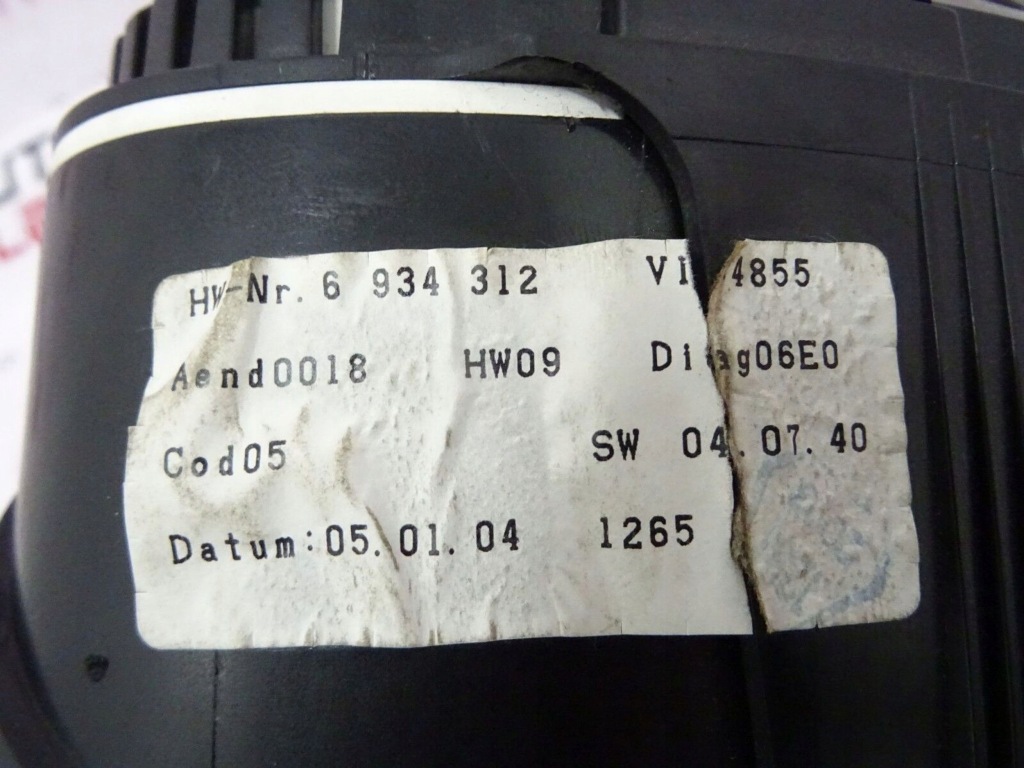 HW-Nr. 6 934 312 VI 4855
Aend0018 HW09 Diag06E0
Cod05 SW 04.07.40
Datum:05.01.04 1265